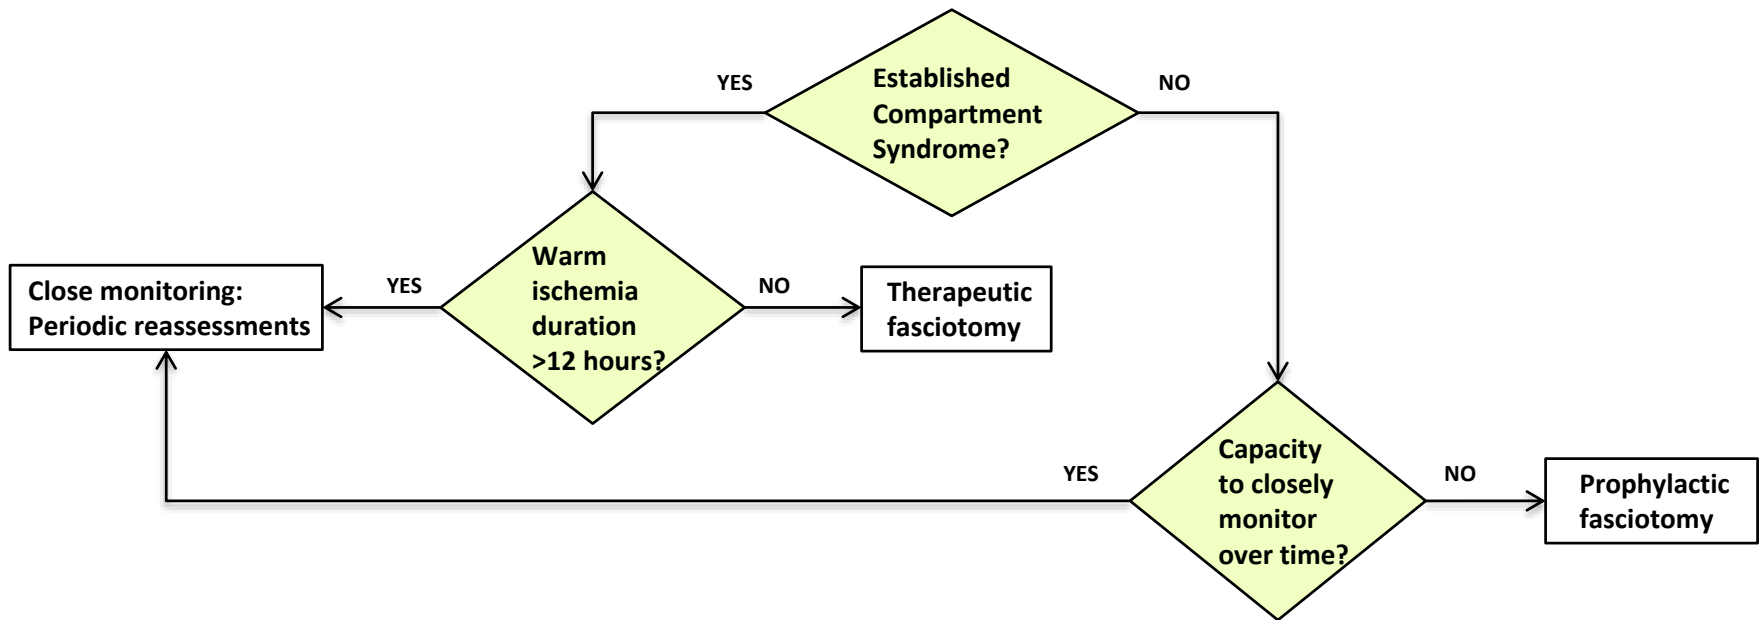 YES
Established
Compartment
Syndrome?
NO
Close monitoring:
Periodic reassessments
YES
Warm
ischemia
duration
>12 hours?
NO
Therapeutic
fasciotomy
YES
Capacity
to closely
monitor
over time?
NO
Prophylactic
fasciotomy